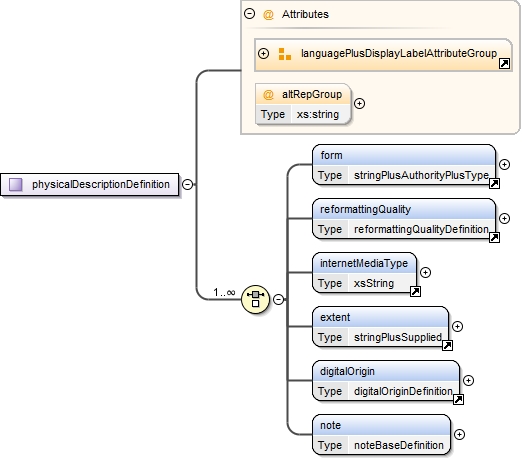 @ Attributes
languagePlusDisplayLabelAttributeGroup
@ altRepGroup
Type xs:string
physicalDescriptionDefinition
1..∞
form
Type stringPlusAuthorityPlusType
reformattingQuality
Type reformattingQualityDefinition
internetMediaType
Type xsString
extent
Type stringPlusSupplied
digitalOrigin
Type digitalOriginDefinition
note
Type noteBaseDefinition